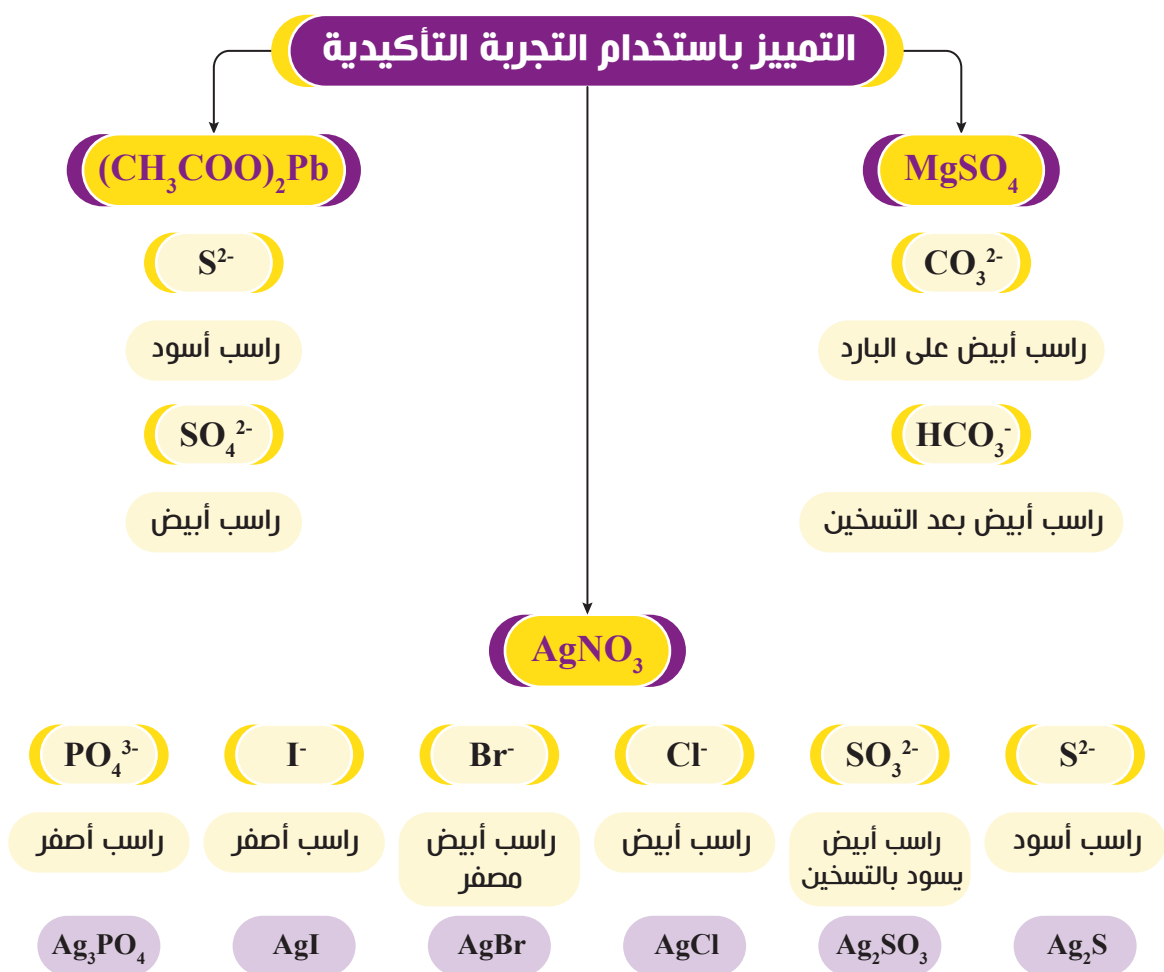 التمييز باستخدام التجربة التأكيدية
MgSO₄
CO₃²⁻
راسب أبيض على البارد
HCO₃⁻
راسب أبيض بعد التسخين
(CH₃COO)₂Pb
S²⁻
راسب أسود
SO₄²⁻
راسب أبيض
AgNO₃
S²⁻
راسب أسود
Ag₂S
SO₃²⁻
راسب أبيض
يسود بالتسخين
Ag₂SO₃
Cl⁻
راسب أبيض
AgCl
Br⁻
راسب أبيض
مصفر
AgBr
I⁻
راسب أصفر
AgI
PO₄³⁻
راسب أصفر
Ag₃PO₄